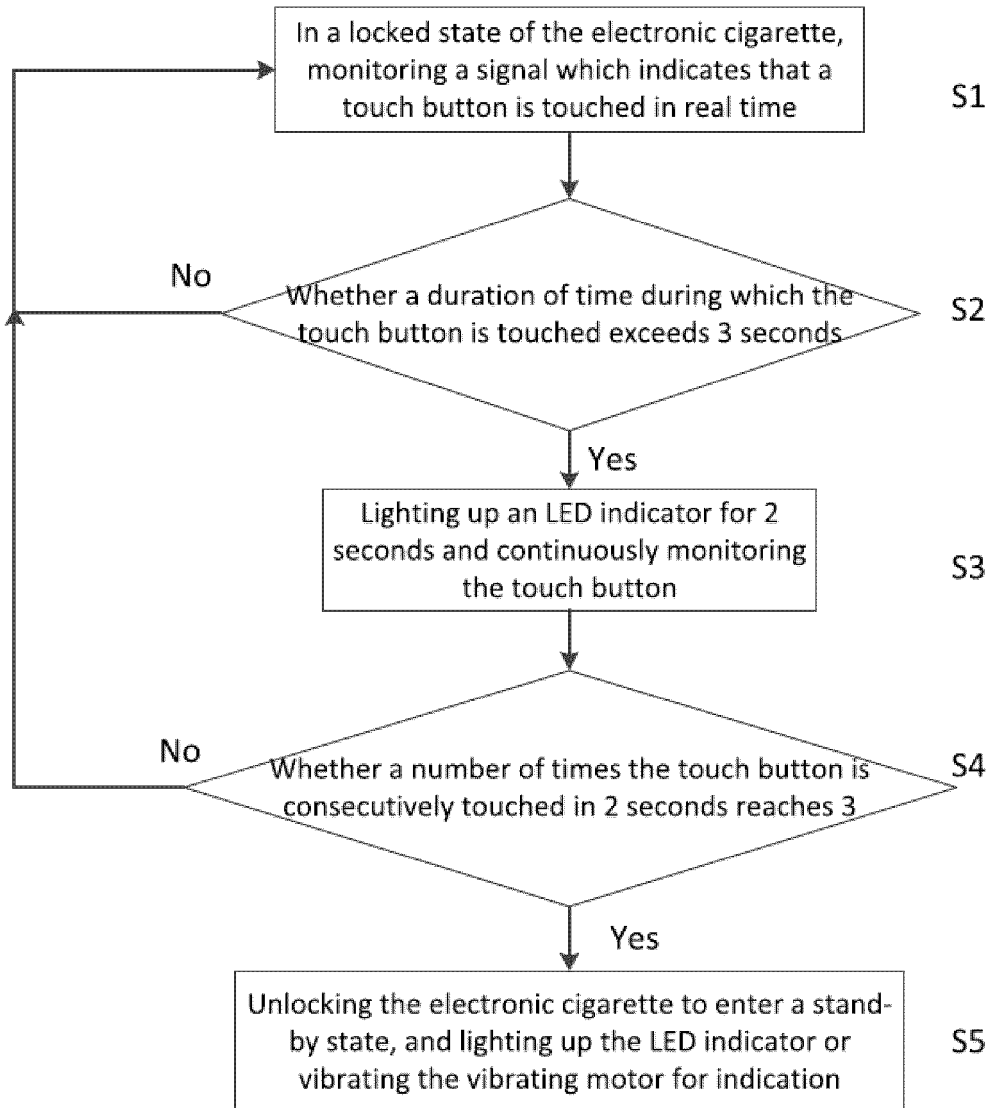 In a locked state of the electronic cigarette,
monitoring a signal which indicates that a
touch button is touched in real time
S1
No
Whether a duration of time during which the
touch button is touched exceeds 3 seconds
S2
Yes
Lighting up an LED indicator for 2
seconds and continuously monitoring
the touch button
S3
No
Whether a number of times the touch button is
consecutively touched in 2 seconds reaches 3
S4
Yes
Unlocking the electronic cigarette to enter a stand-
by state, and lighting up the LED indicator or
vibrating the vibrating motor for indication
S5